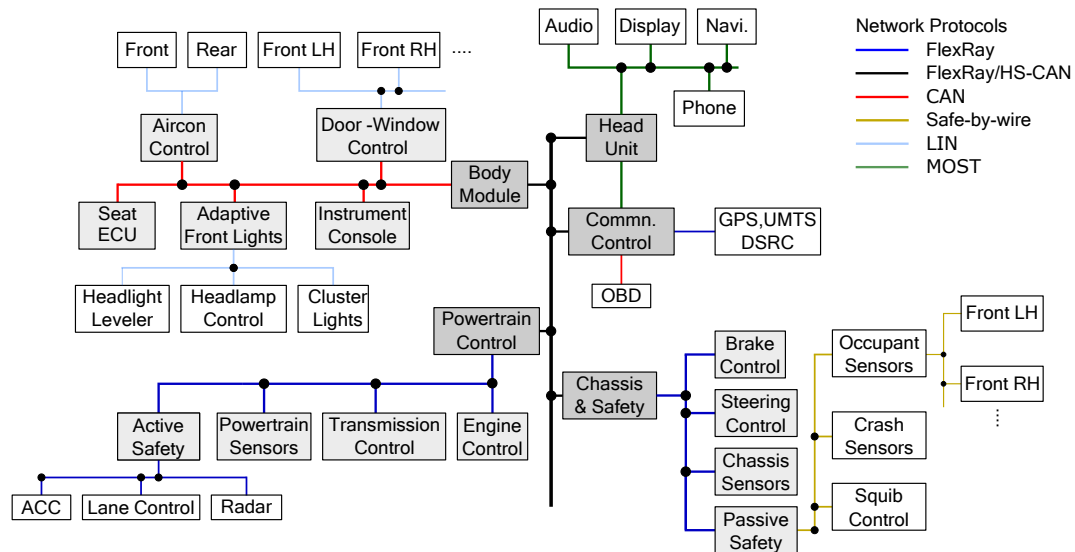 Network Protocols
FlexRay
FlexRay/HS-CAN
CAN
Safe-by-wire
LIN
MOST
Front
Rear
Front LH
Front RH
....
Audio
Display
Navi.
Phone
Aircon
Control
Door -Window
Control
Head
Unit
Body
Module
Seat
ECU
Adaptive
Front Lights
Instrument
Console
Commn.
Control
GPS,UMTS
DSRC
OBD
Headlight
Leveler
Headlamp
Control
Cluster
Lights
Powertrain
Control
Chassis
& Safety
Brake
Control
Steering
Control
Chassis
Sensors
Passive
Safety
Occupant
Sensors
Crash
Sensors
Squib
Control
Front LH
Front RH
....
Active
Safety
Powertrain
Sensors
Transmission
Control
Engine
Control
ACC
Lane Control
Radar